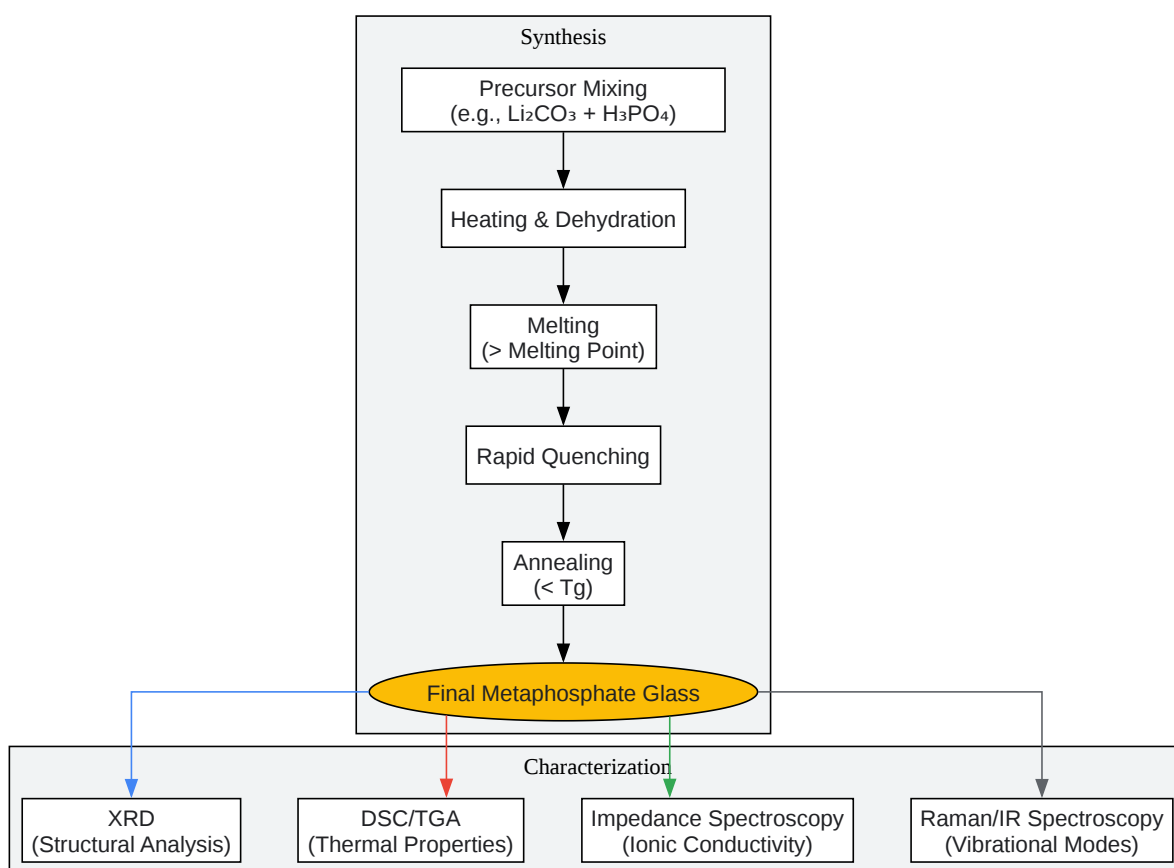 Synthesis
Precursor Mixing
(e.g., Li₂CO₃ + H₃PO₄)
Heating & Dehydration
Melting
(> Melting Point)
Rapid Quenching
Annealing
(< Tg)
Final Metaphosphate Glass
Characterization
XRD
(Structural Analysis)
DSC/TGA
(Thermal Properties)
Impedance Spectroscopy
(Ionic Conductivity)
Raman/IR Spectroscopy
(Vibrational Modes)